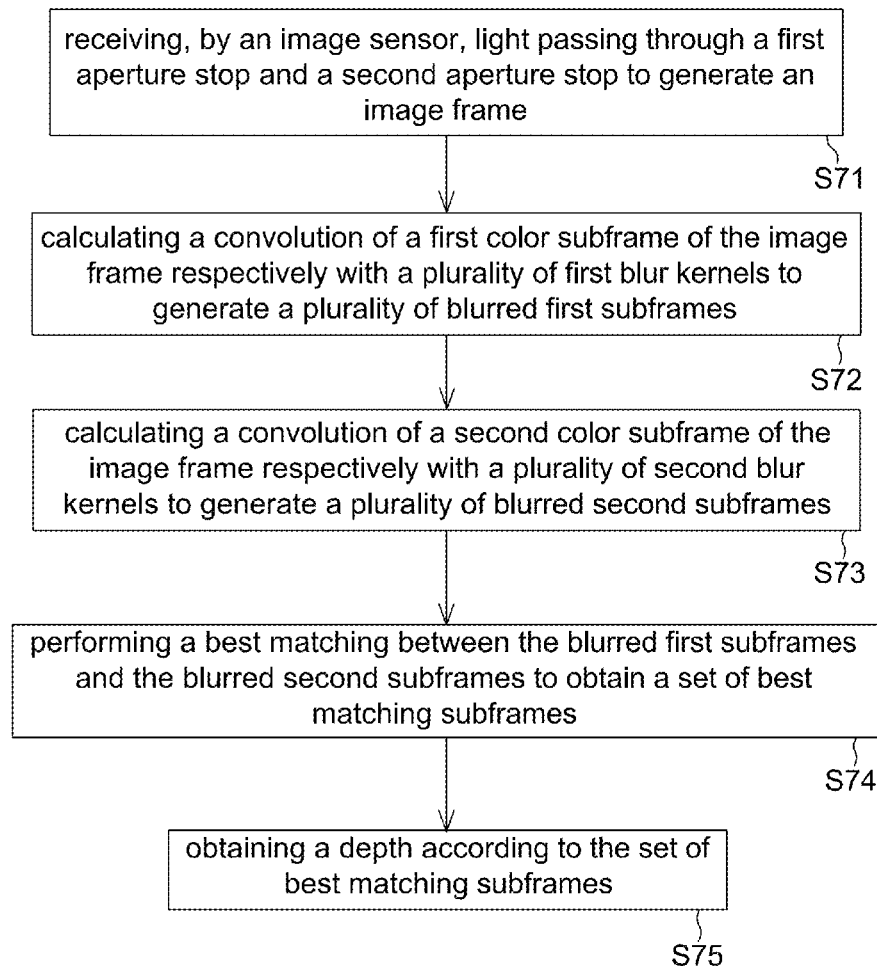 receiving, by an image sensor, light passing through a first
aperture stop and a second aperture stop to generate an
image frame
S71
calculating a convolution of a first color subframe of the image
frame respectively with a plurality of first blur kernels to
generate a plurality of blurred first subframes
S72
calculating a convolution of a second color subframe of the
image frame respectively with a plurality of second blur
kernels to generate a plurality of blurred second subframes
S73
performing a best matching between the blurred first subframes
and the blurred second subframes to obtain a set of best
matching subframes
S74
obtaining a depth according to the set of
best matching subframes
S75